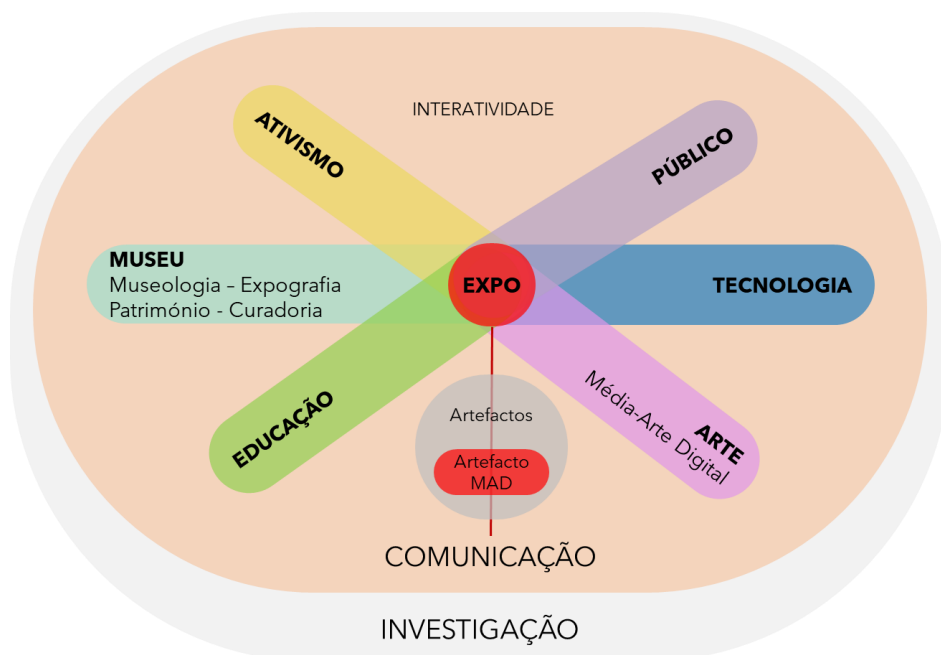 INTERATIVIDADE
ATIVISMO
PÚBLICO
MUSEU
Museologia – Expografia
Património - Curadoria
EXPO
TECNOLOGIA
EDUCAÇÃO
Artefactos
Artefacto
MAD
ARTE
Média-Arte Digital
COMUNICAÇÃO
INVESTIGAÇÃO